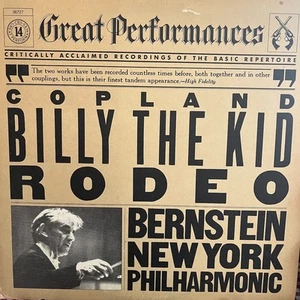 36727
14
Great Performances
CRITICALLY ACCLAIMED RECORDINGS OF THE BASIC REPERTOIRE
"The two works have been recorded countless times before, both together and in other
couplings, but this is their finest tandem appearance."–High Fidelity
COPLAND
BILLY THE KID
RODEO
BERNSTEIN
NEW YORK
PHILHARMONIC